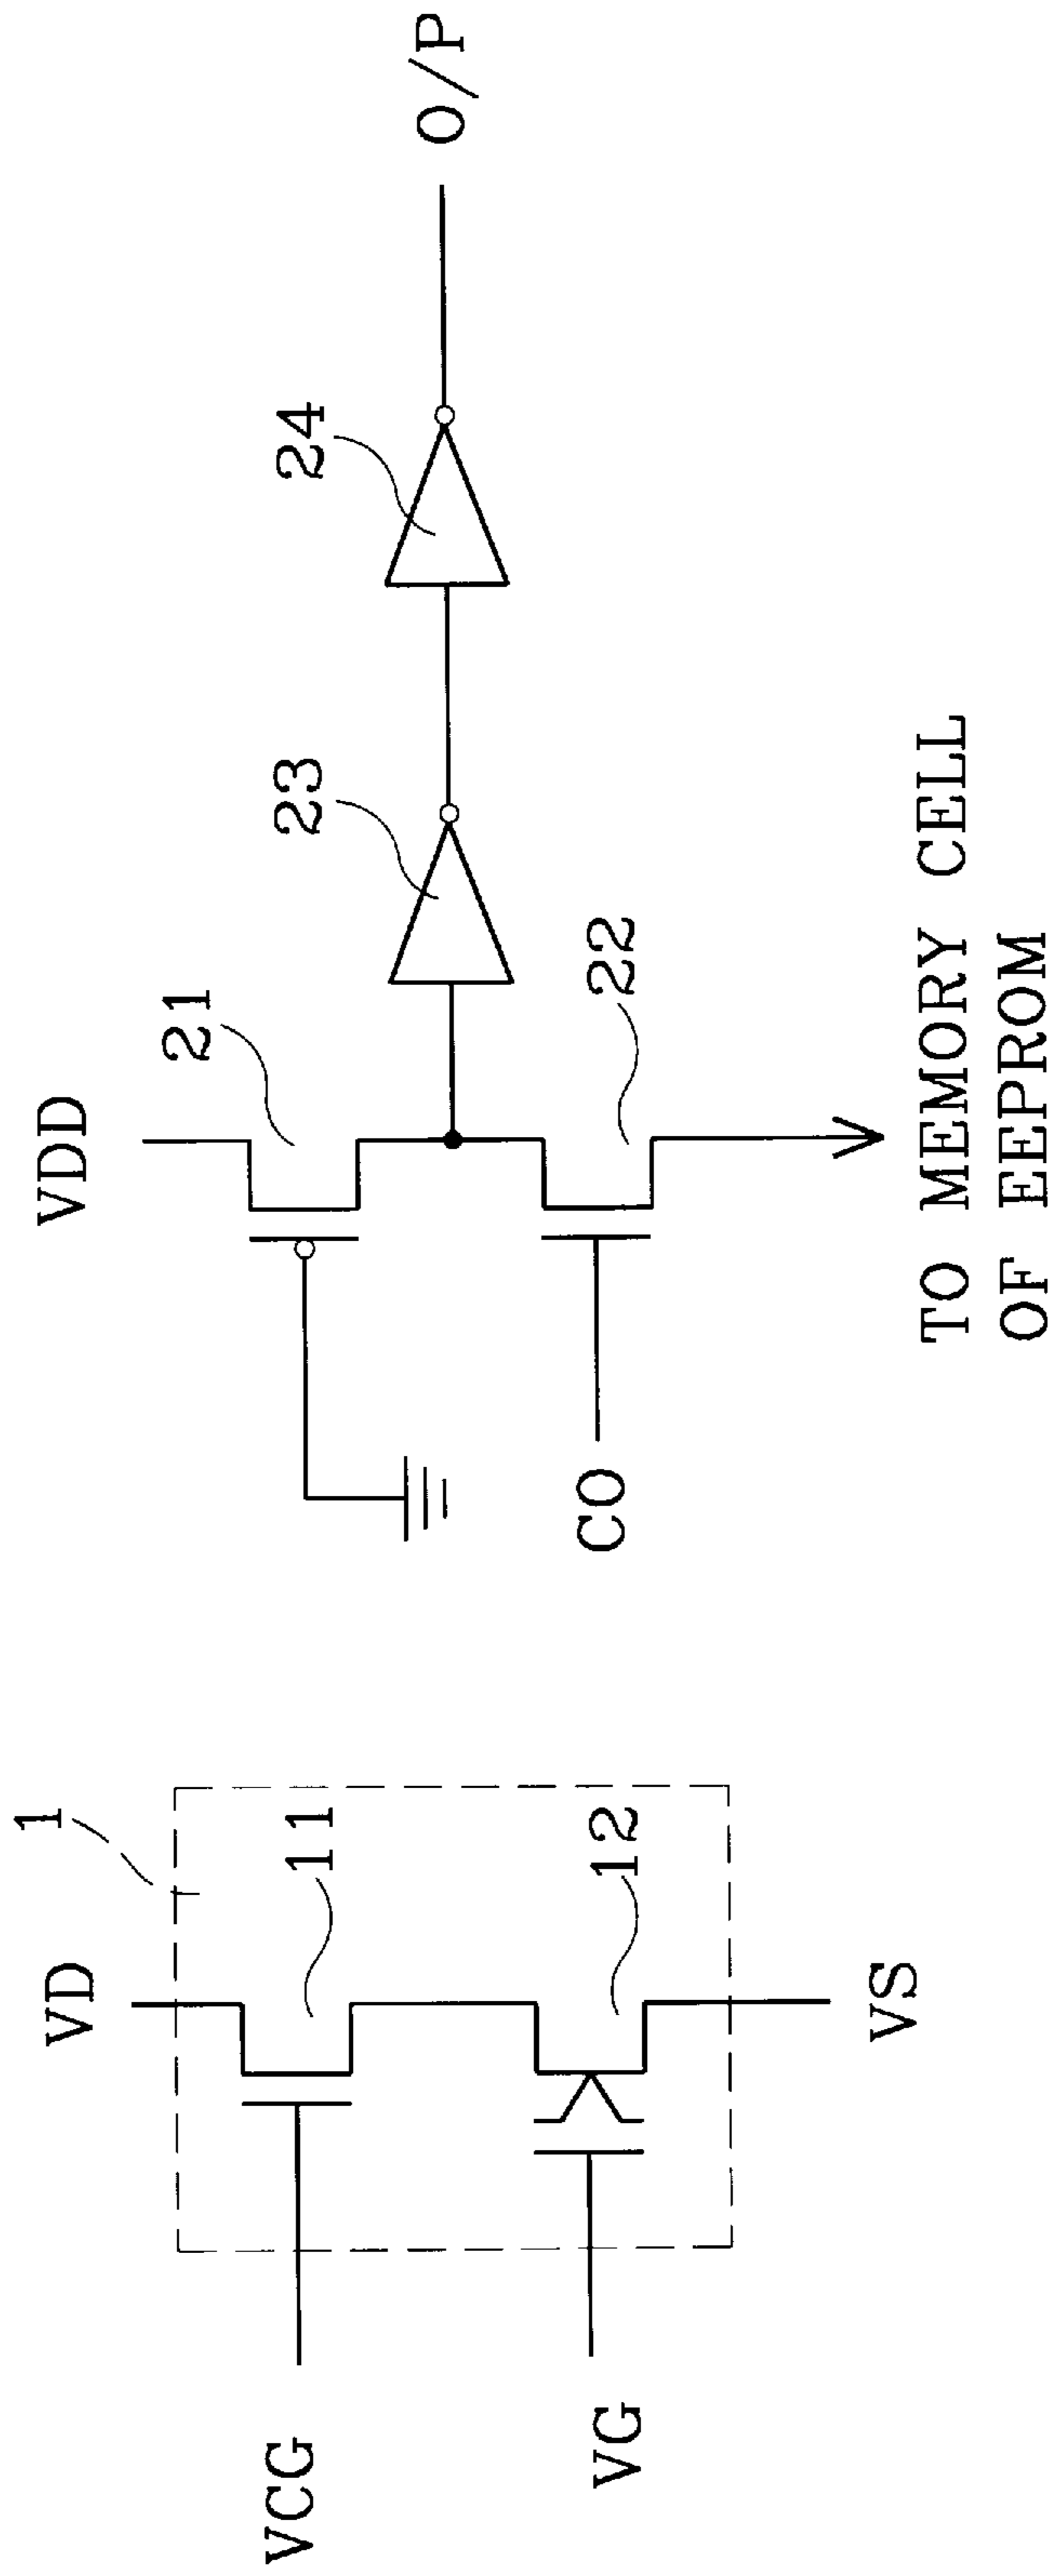 VD
1
11
VCG
12
VG
VS
VDD
21
CO
22
23
24
O/P
TO MEMORY CELL
OF EEPROM